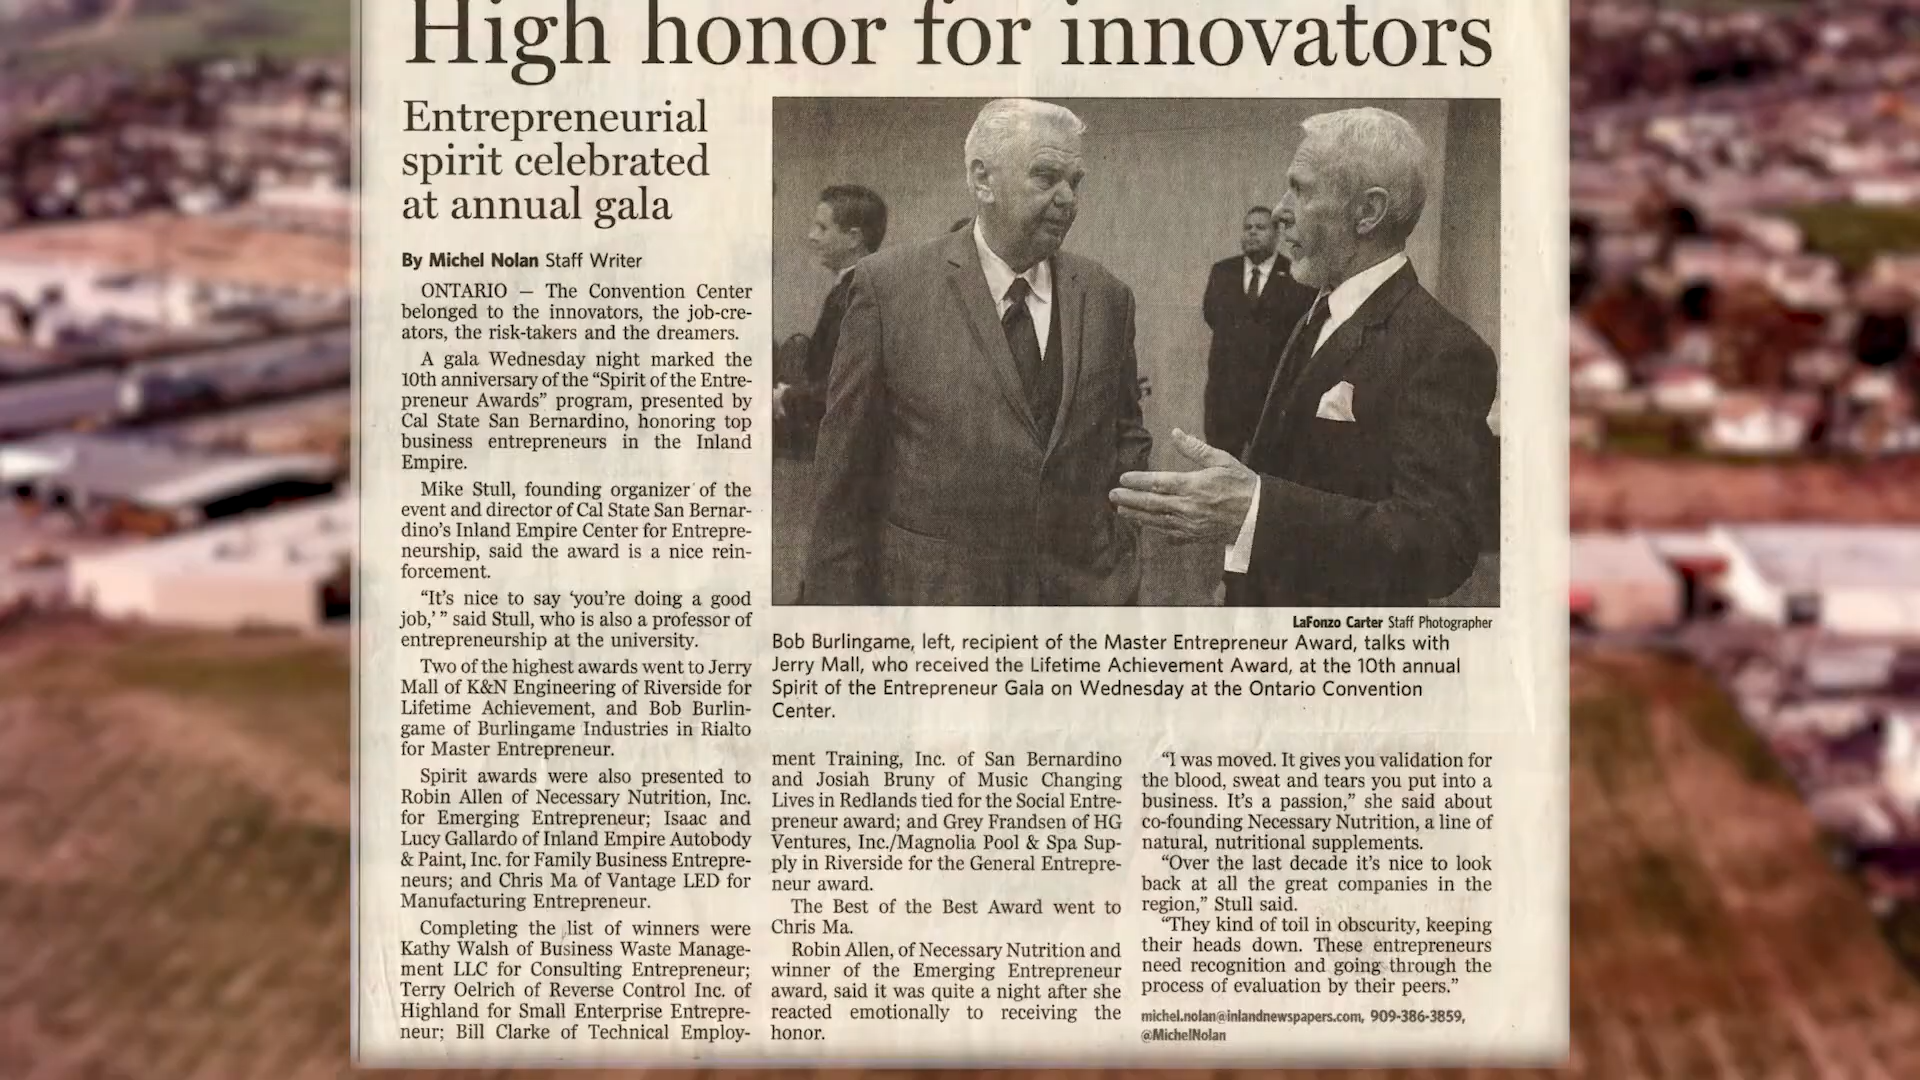 High honor for innovators
Entrepreneurial
spirit celebrated
at annual gala
By Michel Nolan Staff Writer
ONTARIO — The Convention Center
belonged to the innovators, the job-cre-
ators, the risk-takers and the dreamers.
A gala Wednesday night marked the
10th anniversary of the “Spirit of the Entre-
preneur Awards” program, presented by
Cal State San Bernardino, honoring top
business entrepreneurs in the Inland
Empire.
Mike Stull, founding organizer of the
event and director of Cal State San Bernar-
dino’s Inland Empire Center for Entrepre-
neurship, said the award is a nice rein-
forcement.
“It’s nice to say ‘you’re doing a good
job,’ ” said Stull, who is also a professor of
entrepreneurship at the university.
Two of the highest awards went to Jerry
Mall of K&N Engineering of Riverside for
Lifetime Achievement, and Bob Burlin-
game of Burlingame Industries in Rialto
for Master Entrepreneur.
Spirit awards were also presented to
Robin Allen of Necessary Nutrition, Inc.
for Emerging Entrepreneur; Isaac and
Lucy Gallardo of Inland Empire Autobody
& Paint, Inc. for Family Business Entrepre-
neurs; and Chris Ma of Vantage LED for
Manufacturing Entrepreneur.
Completing the list of winners were
Kathy Walsh of Business Waste Manage-
ment LLC for Consulting Entrepreneur;
Terry Oelrich of Reverse Control Inc. of
Highland for Small Enterprise Entrepre-
neur; Bill Clarke of Technical Employ-
LaFonzo Carter Staff Photographer
Bob Burlingame, left, recipient of the Master Entrepreneur Award, talks with
Jerry Mall, who received the Lifetime Achievement Award, at the 10th annual
Spirit of the Entrepreneur Gala on Wednesday at the Ontario Convention
Center.
ment Training, Inc. of San Bernardino
and Josiah Bruny of Music Changing
Lives in Redlands tied for the Social Entre-
preneur award; and Grey Frandsen of HG
Ventures, Inc./Magnolia Pool & Spa Sup-
ply in Riverside for the General Entrepre-
neur award.
The Best of the Best Award went to
Chris Ma.
Robin Allen, of Necessary Nutrition and
winner of the Emerging Entrepreneur
award, said it was quite a night after she
reacted emotionally to receiving the
honor.
“I was moved. It gives you validation for
the blood, sweat and tears you put into a
business. It’s a passion,” she said about
co-founding Necessary Nutrition, a line of
natural, nutritional supplements.
“Over the last decade it’s nice to look
back at all the great companies in the
region,” Stull said.
“They kind of toil in obscurity, keeping
their heads down. These entrepreneurs
need recognition and going through the
process of evaluation by their peers.”
michel.nolan@inlandnewspapers.com, 909-386-3859,
@MichelNolan